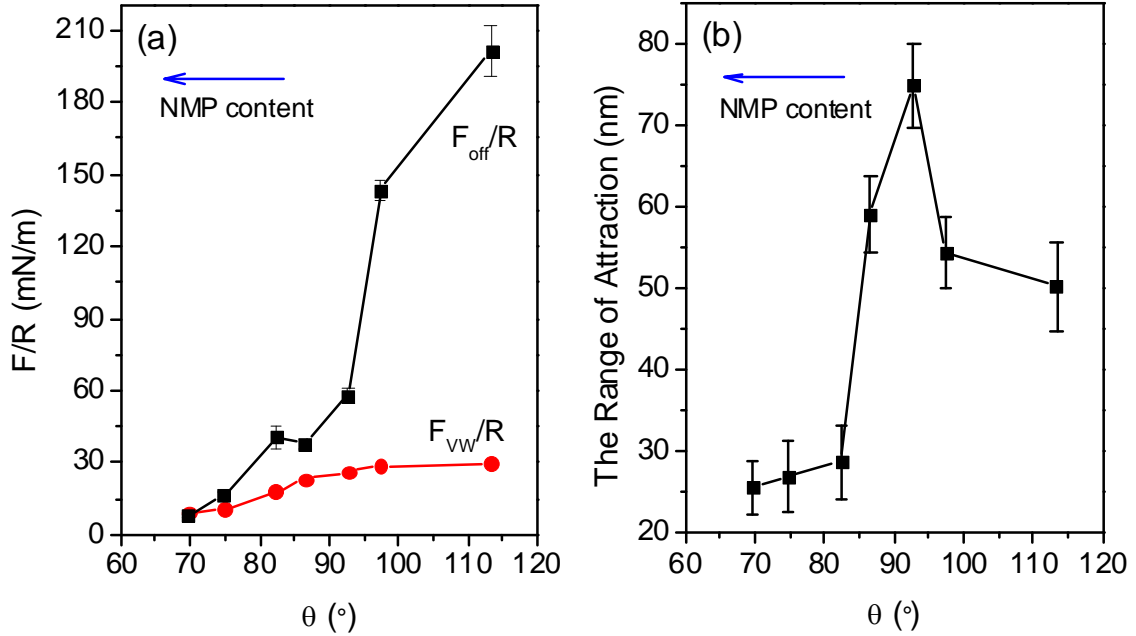 (a)
NMP content
F_off/R
F_VW/R
F/R (mN/m)
210
180
150
120
90
60
30
0
60 70 80 90 100 110 120
θ (°)
(b)
NMP content
The Range of Attraction (nm)
80
70
60
50
40
30
20
60 70 80 90 100 110 120
θ (°)